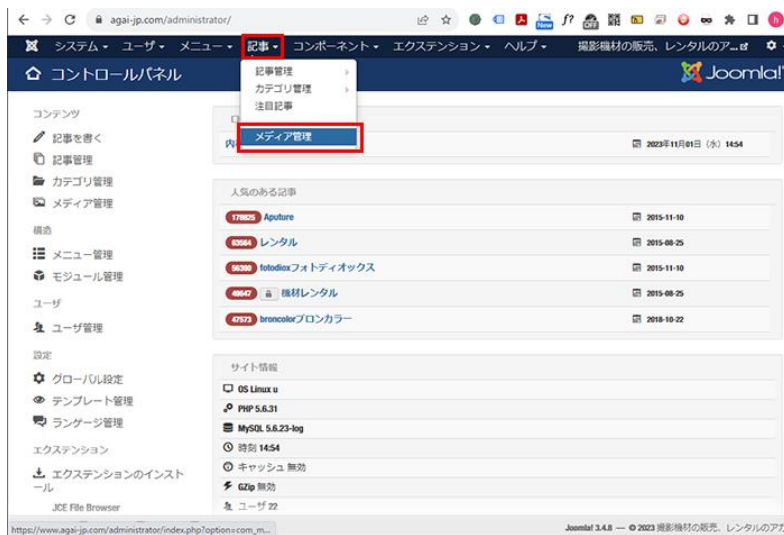 agai-jp.com/administrator/
システム
ユーザ
メニュー
記事
コンポーネント
エクステンション
ヘルプ
撮影機材の販売、レンタルのア...
コントロールパネル
Joomla!
記事管理
カテゴリ管理
注目記事
メディア管理
コンテンツ
記事を書く
記事管理
カテゴリ管理
メディア管理
構造
メニュー管理
モジュール管理
ユーザ
ユーザ管理
設定
グローバル設定
テンプレート管理
ランゲージ管理
エクステンション
エクステンションのインスト
ール
JCE File Browser
2023年11月01日（水）14:54
人気のある記事
178825 Aputure 2015-11-10
63564 レンタル 2015-08-25
56390 fotodioxフォトディオックス 2015-11-10
49647 機材レンタル 2015-08-25
47573 broncolorブロンカラー 2018-10-22
サイト情報
OS Linux u
PHP 5.6.31
MySQL 5.6.23-log
時刻 14:54
キャッシュ 無効
GZip 無効
ユーザ 22
https://www.agai-jp.com/administrator/index.php?option=com_m...
Joomla! 3.4.8 — © 2023 撮影機材の販売、レンタルのアガ